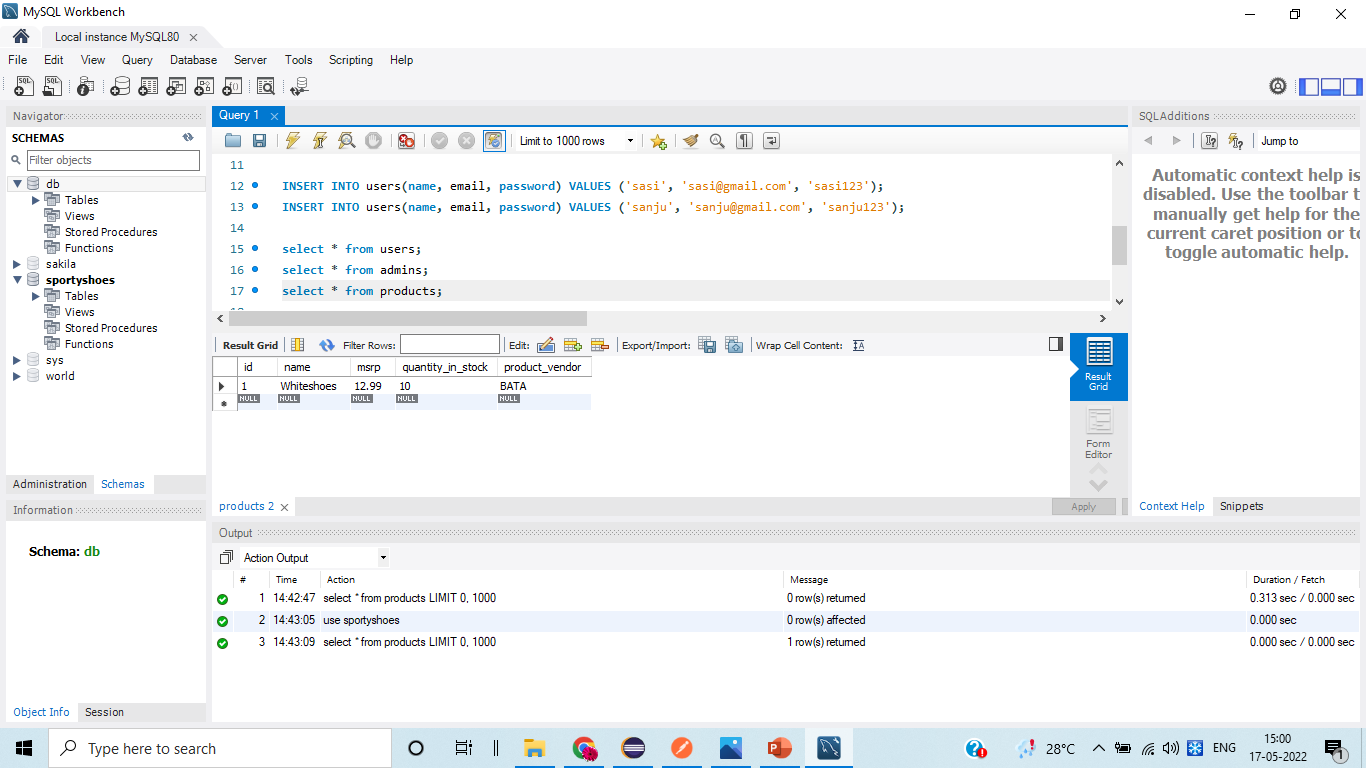 MySQL Workbench
Local instance MySQL80
File Edit View Query Database Server Tools Scripting Help
Navigator
SCHEMAS
Filter objects
db
Tables
Views
Stored Procedures
Functions
sakila
sportyshoes
Tables
Views
Stored Procedures
Functions
sys
world
Administration Schemas
Information
Schema: db
Object Info Session
Query 1
Limit to 1000 rows
11
12 INSERT INTO users(name, email, password) VALUES ('sasi', 'sasi@gmail.com', 'sasi123');
13 INSERT INTO users(name, email, password) VALUES ('sanju', 'sanju@gmail.com', 'sanju123');
14
15 select * from users;
16 select * from admins;
17 select * from products;
Result Grid Filter Rows: Edit: Export/Import: Wrap Cell Content:
id name msrp quantity_in_stock product_vendor
1 Whiteshoes 12.99 10 BATA
NULL NULL NULL NULL NULL
Result
Grid
Form
Editor
products 2
Apply
SQLAdditions
Jump to
Automatic context help is
disabled. Use the toolbar t
manually get help for the
current caret position or to
toggle automatic help.
Context Help Snippets
Output
Action Output
# Time Action Message Duration / Fetch
1 14:42:47 select * from products LIMIT 0, 1000 0 row(s) returned 0.313 sec / 0.000 sec
2 14:43:05 use sportyshoes 0 row(s) affected 0.000 sec
3 14:43:09 select * from products LIMIT 0, 1000 1 row(s) returned 0.000 sec / 0.000 sec
Type here to search
28°C
ENG
15:00
17-05-2022
1